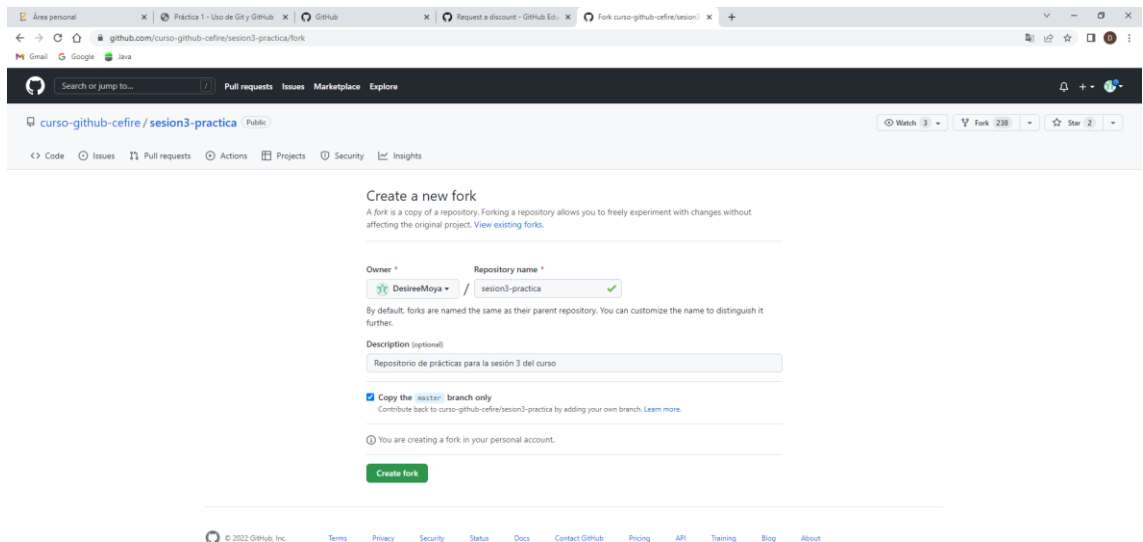 Área personal
Práctica 1 - Uso de Git y GitHub
GitHub
Request a discount - GitHub Edu
Fork curso-github-cefire/sesion3
github.com/curso-github-cefire/sesion3-practica/fork
Gmail Google Java
Search or jump to... / Pull requests Issues Marketplace Explore
curso-github-cefire / sesion3-practica Public Watch 3 Fork 238 Star 2
Code Issues Pull requests Actions Projects Security Insights
Create a new fork
A fork is a copy of a repository. Forking a repository allows you to freely experiment with changes without
affecting the original project. View existing forks.
Owner * Repository name *
DesireeMoya / sesion3-practica
By default, forks are named the same as their parent repository. You can customize the name to distinguish it
further.
Description (optional)
Repositorio de prácticas para la sesión 3 del curso
Copy the master branch only
Contribute back to curso-github-cefire/sesion3-practica by adding your own branch. Learn more.
You are creating a fork in your personal account.
Create fork
© 2022 GitHub, Inc. Terms Privacy Security Status Docs Contact GitHub Pricing API Training Blog About